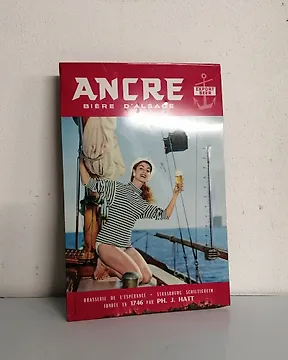 ANCRE
BIÈRE D'ALSACE
EXPORT
BEER
BRASSERIE DE L'ESPÉRANCE - STRASBOURG SCHILTIGHEIM
FONDÉE EN 1746 PAR PH. J. HATT